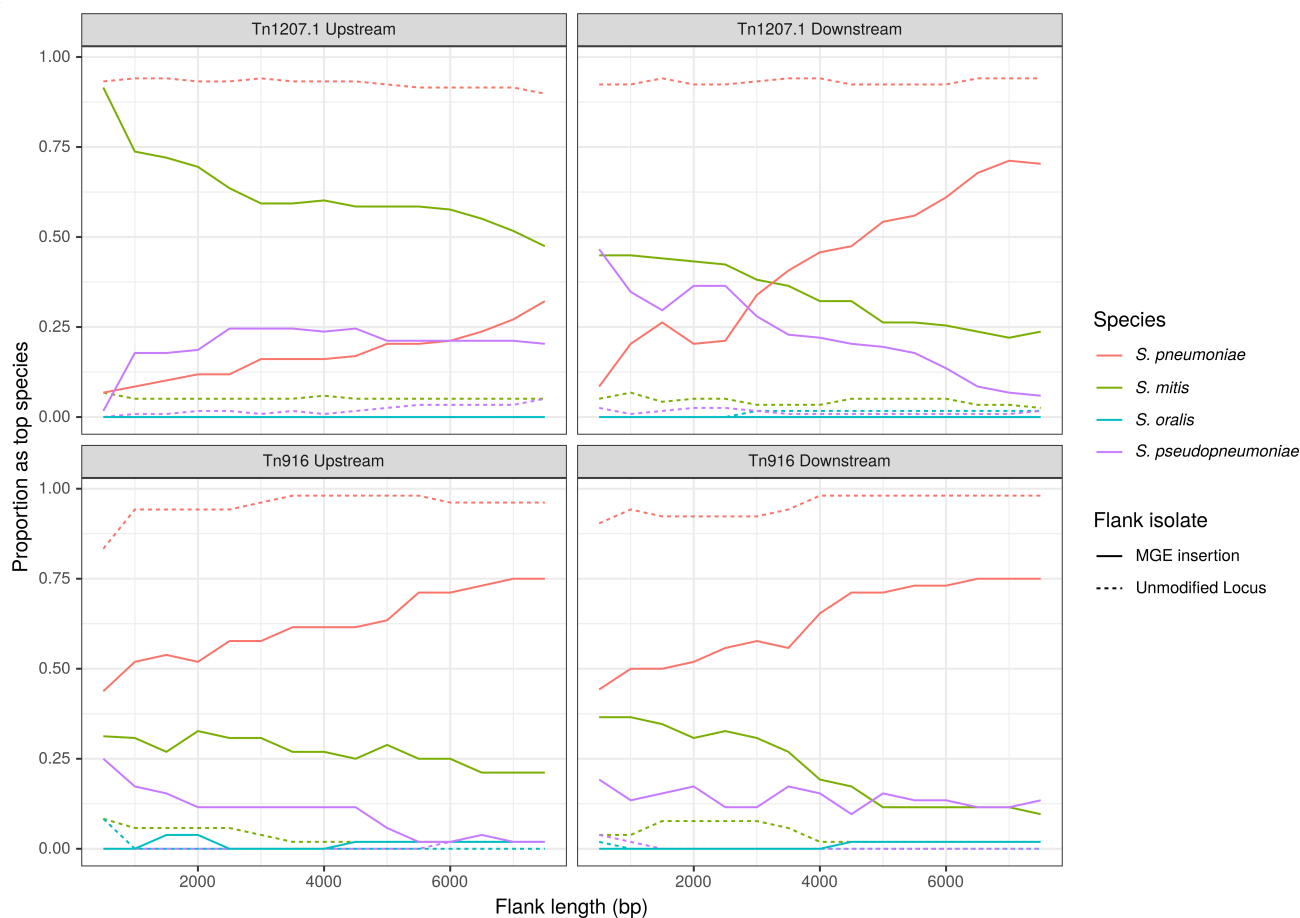 Tn1207.1 Upstream
Tn1207.1 Downstream
1.00
0.75
0.50
0.25
0.00
Tn916 Upstream
Tn916 Downstream
1.00
0.75
0.50
0.25
0.00
2000
4000
6000
2000
4000
6000
Flank length (bp)
Proportion as top species
Species
S. pneumoniae
S. mitis
S. oralis
S. pseudopneumoniae
Flank isolate
MGE insertion
Unmodified Locus